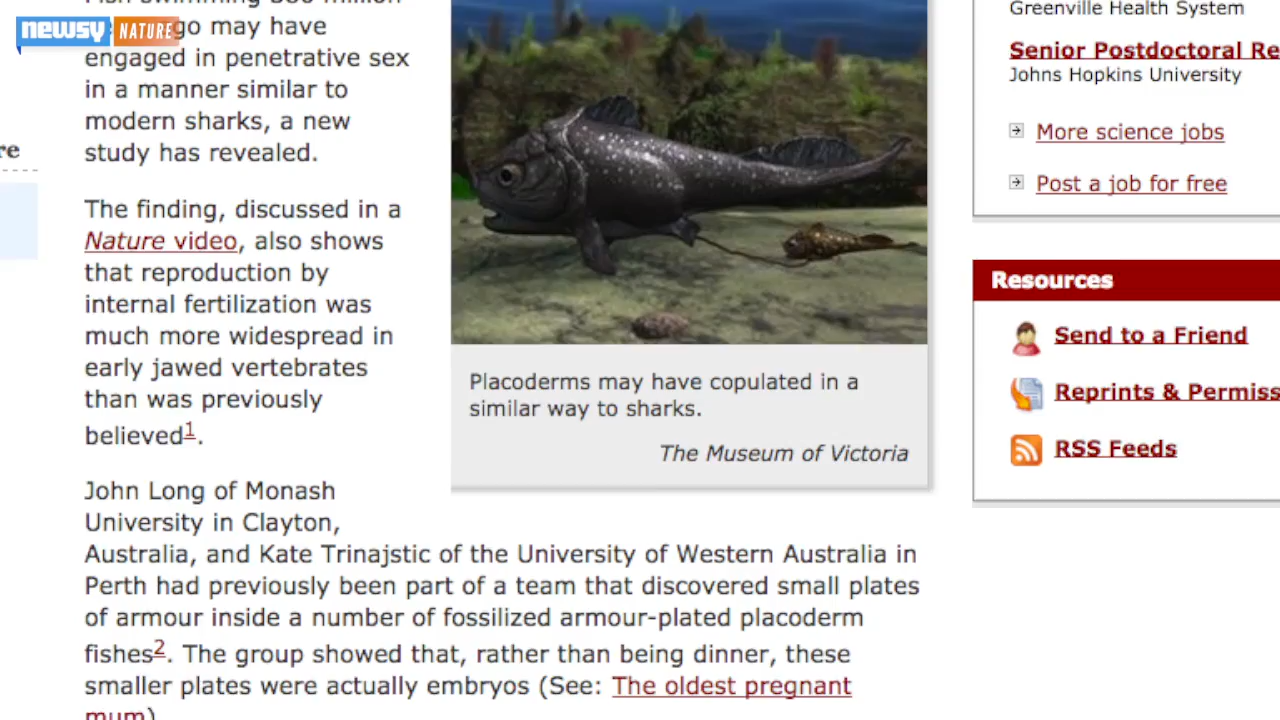 newsy NATURE
go may have
engaged in penetrative sex
in a manner similar to
modern sharks, a new
study has revealed.
The finding, discussed in a
Nature video, also shows
that reproduction by
internal fertilization was
much more widespread in
early jawed vertebrates
than was previously
believed1.
John Long of Monash
University in Clayton,
Australia, and Kate Trinajstic of the University of Western Australia in
Perth had previously been part of a team that discovered small plates
of armour inside a number of fossilized armour-plated placoderm
fishes2. The group showed that, rather than being dinner, these
smaller plates were actually embryos (See: The oldest pregnant
mum)
Placoderms may have copulated in a
similar way to sharks.
The Museum of Victoria
Greenville Health System
Senior Postdoctoral Re
Johns Hopkins University
More science jobs
Post a job for free
Resources
Send to a Friend
Reprints & Permiss
RSS Feeds
re